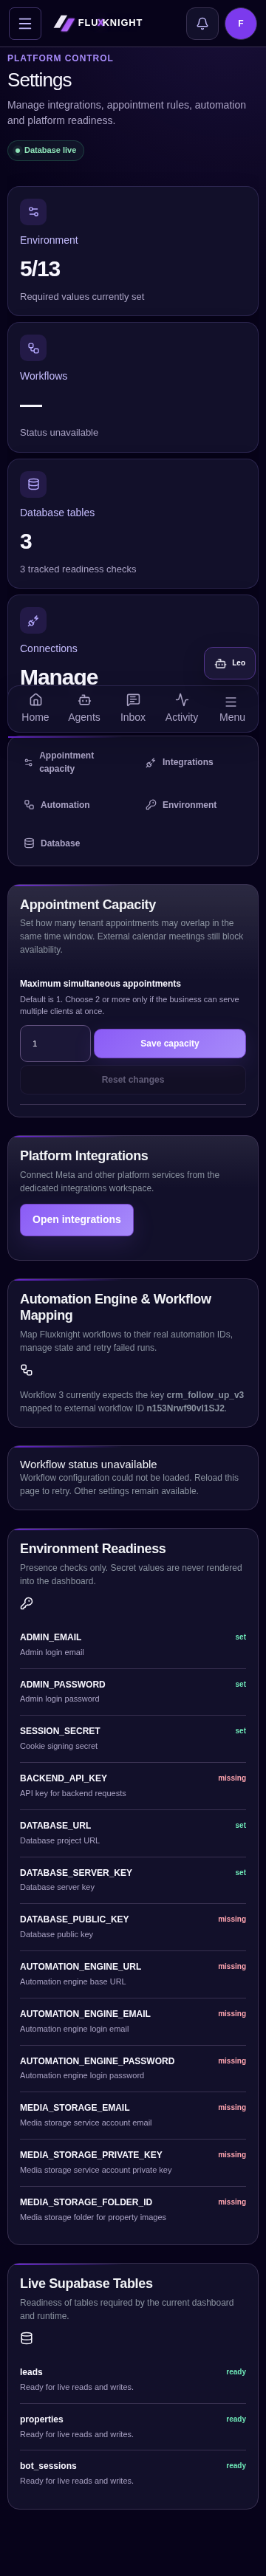 FLUXKNIGHT
F
PLATFORM CONTROL
Settings
Manage integrations, appointment rules, automation
and platform readiness.
Database live
Environment
5/13
Required values currently set
Workflows
—
Status unavailable
Database tables
3
3 tracked readiness checks
Connections
Manage
Leo
Home
Agents
Inbox
Activity
Menu
Appointment
capacity
Integrations
Automation
Environment
Database
Appointment Capacity
Set how many tenant appointments may overlap in the
same time window. External calendar meetings still block
availability.
Maximum simultaneous appointments
Default is 1. Choose 2 or more only if the business can serve
multiple clients at once.
1
Save capacity
Reset changes
Platform Integrations
Connect Meta and other platform services from the
dedicated integrations workspace.
Open integrations
Automation Engine & Workflow
Mapping
Map Fluxknight workflows to their real automation IDs,
manage state and retry failed runs.
Workflow 3 currently expects the key crm_follow_up_v3
mapped to external workflow ID n153Nrwf90vl1SJ2.
Workflow status unavailable
Workflow configuration could not be loaded. Reload this
page to retry. Other settings remain available.
Environment Readiness
Presence checks only. Secret values are never rendered
into the dashboard.
ADMIN_EMAIL
set
Admin login email
ADMIN_PASSWORD
set
Admin login password
SESSION_SECRET
set
Cookie signing secret
BACKEND_API_KEY
missing
API key for backend requests
DATABASE_URL
set
Database project URL
DATABASE_SERVER_KEY
set
Database server key
DATABASE_PUBLIC_KEY
missing
Database public key
AUTOMATION_ENGINE_URL
missing
Automation engine base URL
AUTOMATION_ENGINE_EMAIL
missing
Automation engine login email
AUTOMATION_ENGINE_PASSWORD
missing
Automation engine login password
MEDIA_STORAGE_EMAIL
missing
Media storage service account email
MEDIA_STORAGE_PRIVATE_KEY
missing
Media storage service account private key
MEDIA_STORAGE_FOLDER_ID
missing
Media storage folder for property images
Live Supabase Tables
Readiness of tables required by the current dashboard
and runtime.
leads
ready
Ready for live reads and writes.
properties
ready
Ready for live reads and writes.
bot_sessions
ready
Ready for live reads and writes.